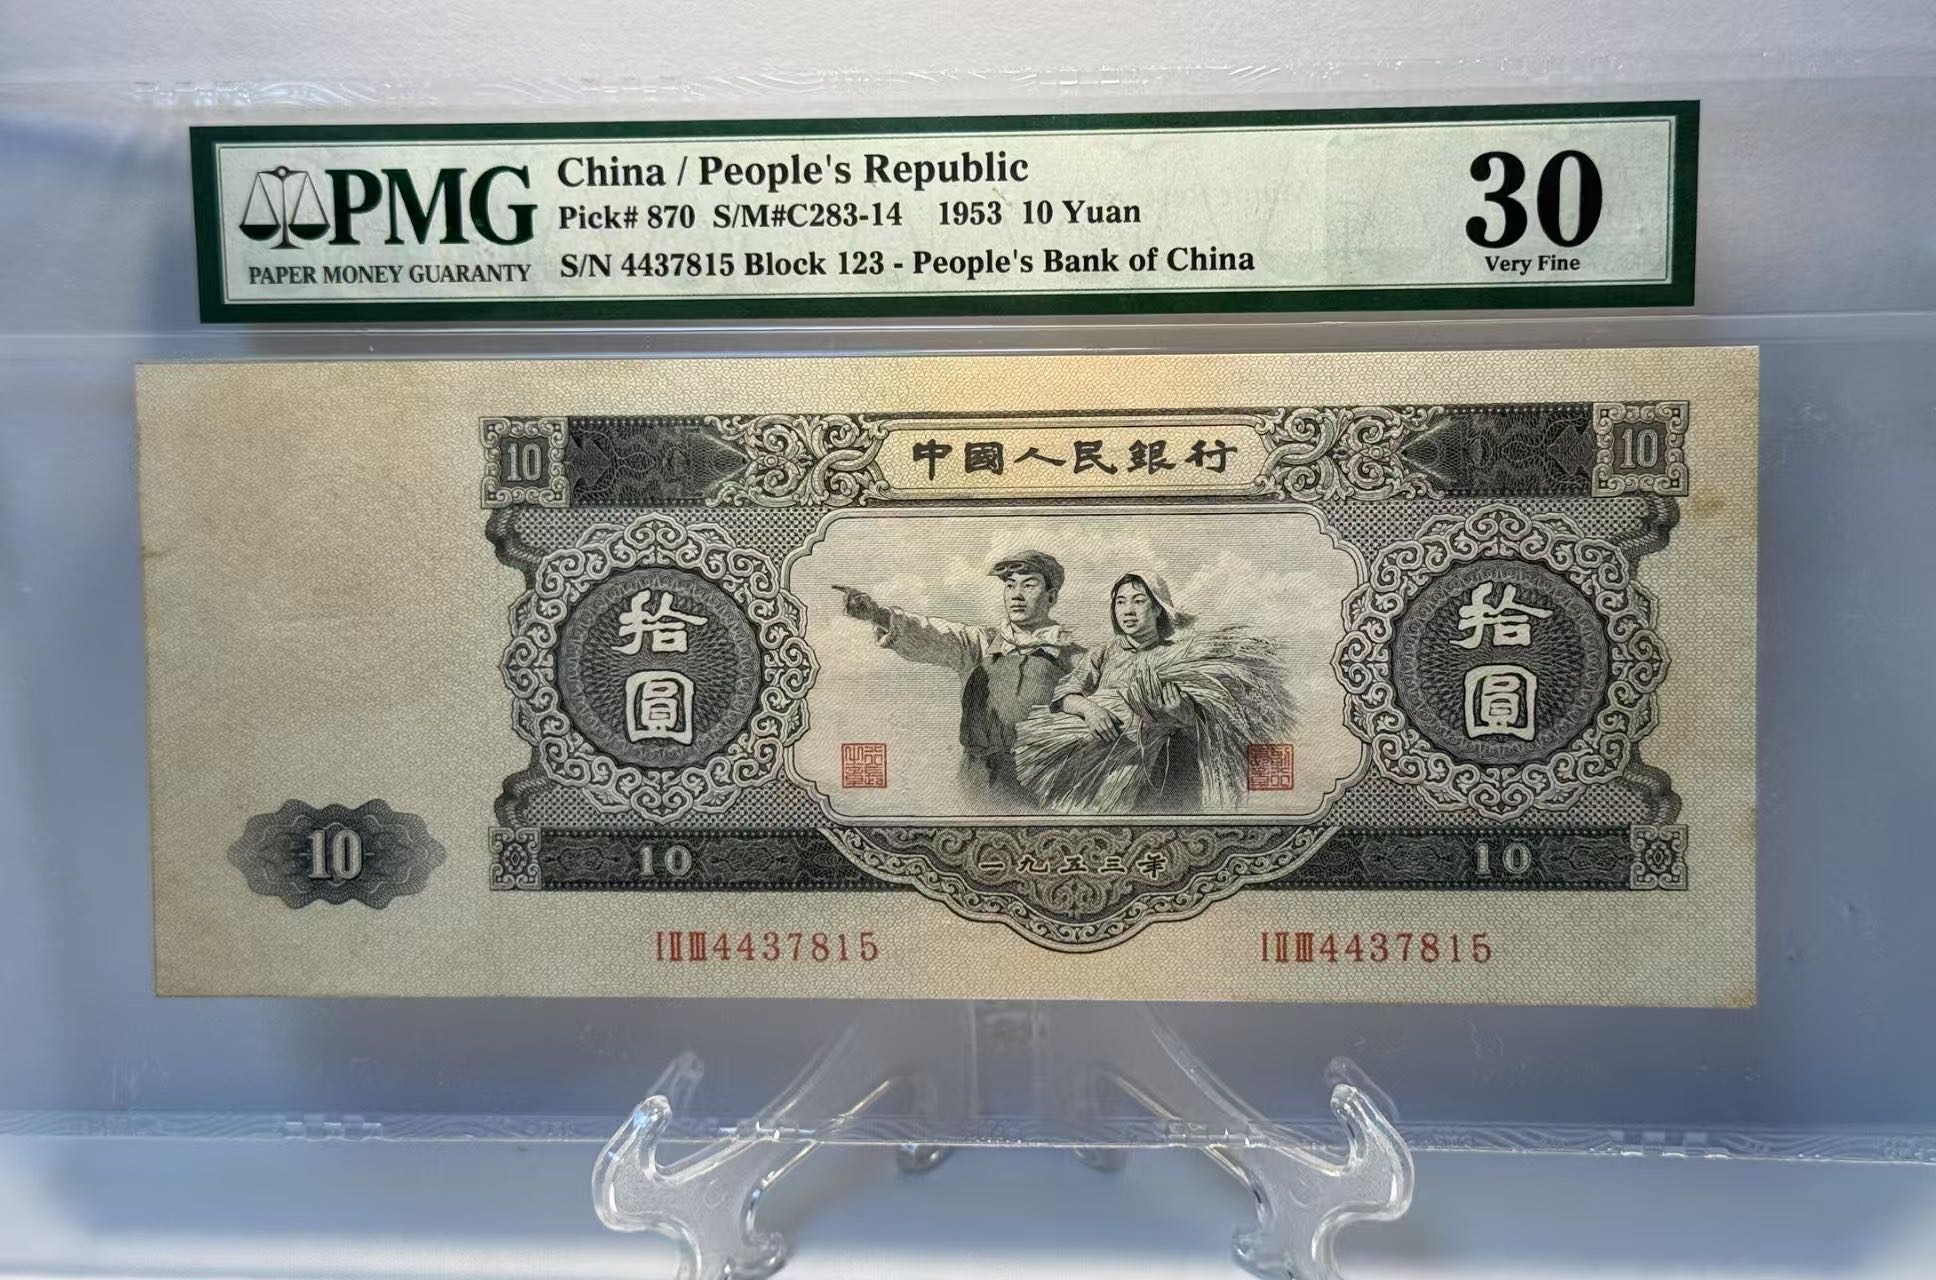 PMG
PAPER MONEY GUARANTY
China / People's Republic
Pick# 870 S/M#C283-14 1953 10 Yuan
S/N 4437815 Block 123 - People's Bank of China
30
Very Fine
10
中國人民銀行
10
拾圓
拾圓
10
10
一九五三年
10
ⅠⅡⅢ4437815
ⅠⅡⅢ4437815